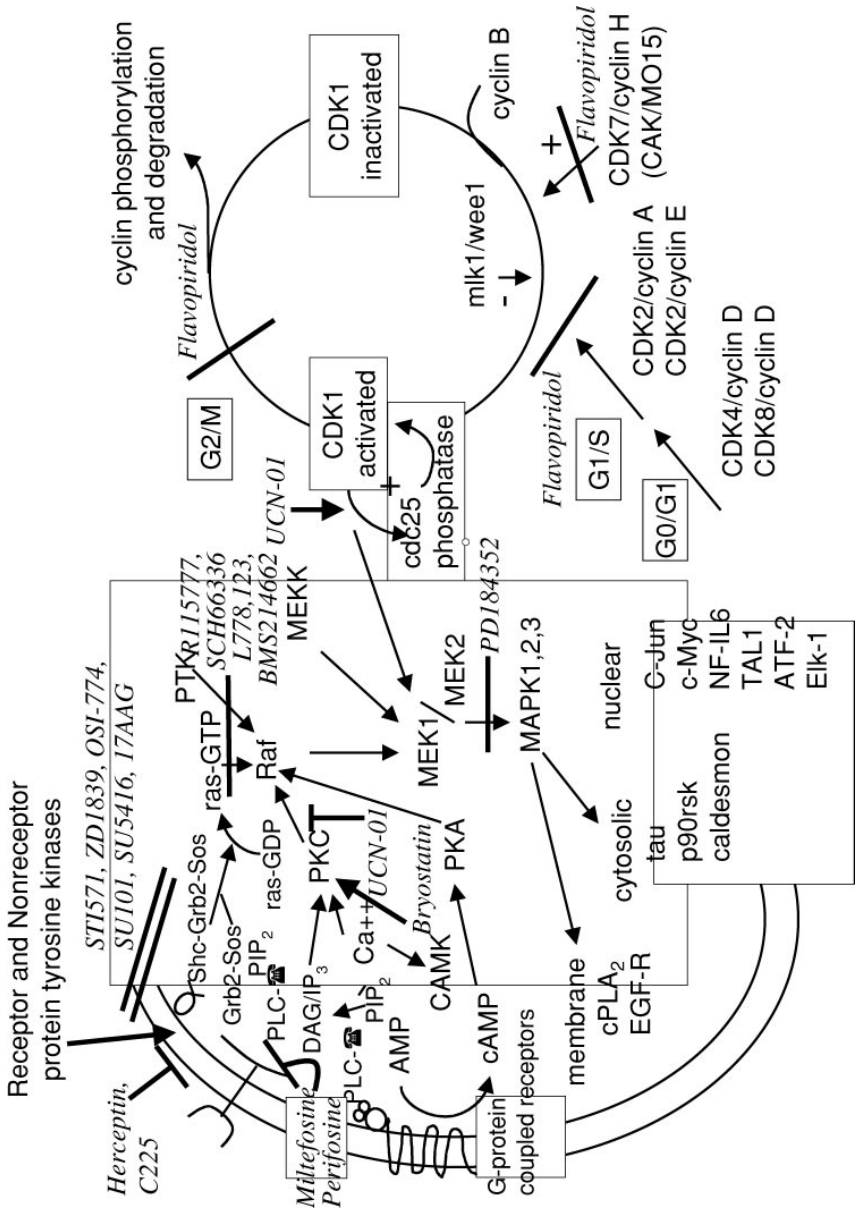 Receptor and Nonreceptor
protein tyrosine kinases
Herceptin,
C225
STI571, ZD1839, OSI-774,
SU101, SU5416, 17AAG
Shc-Grb2-Sos
Grb2-Sos
ras-GTP
ras-GDP
PTK
R115777,
SCH66336
L778,123,
BMS214662
MEKK
UCN-01
Raf
PIP2
PLC-☎
DAG/IP3
PKC
UCN-01
Miltefosine
Perifosine
PLC-☎
PIP2
Ca++
Bryostatin
CAMK
PKA
AMP
cAMP
G-protein
coupled receptors
MEK1
MEK2
PD184352
MAPK1,2,3
membrane
cPLA2
EGF-R
cytosolic
tau
p90rsk
caldesmon
nuclear
C-Jun
c-Myc
NF-IL6
TAL1
ATF-2
Elk-1
cyclin phosphorylation
and degradation
Flavopiridol
G2/M
CDK1
activated
CDK1
inactivated
+
cdc25
phosphatase
mlk1/wee1
-
cyclin B
+
Flavopiridol
CDK7/cyclin H
(CAK/MO15)
Flavopiridol
G1/S
CDK2/cyclin A
CDK2/cyclin E
G0/G1
CDK4/cyclin D
CDK8/cyclin D